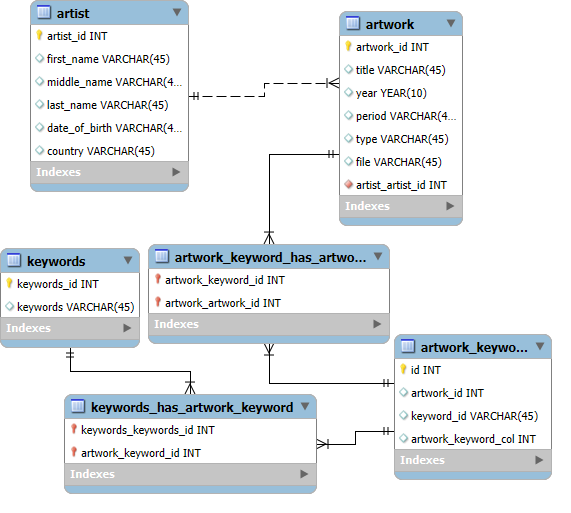 artist
artist_id INT
first_name VARCHAR(45)
middle_name VARCHAR(4...
last_name VARCHAR(45)
date_of_birth VARCHAR(4...
country VARCHAR(45)
Indexes
artwork
artwork_id INT
title VARCHAR(45)
year YEAR(10)
period VARCHAR(4...
type VARCHAR(45)
file VARCHAR(45)
artist_artist_id INT
Indexes
artwork_keyword_has_artwo...
artwork_keyword_id INT
artwork_artwork_id INT
Indexes
keywords
keywords_id INT
keywords VARCHAR(45)
Indexes
artwork_keywo...
id INT
artwork_id INT
keyword_id VARCHAR(45)
artwork_keyword_col INT
Indexes
keywords_has_artwork_keyword
keywords_keywords_id INT
artwork_keyword_id INT
Indexes